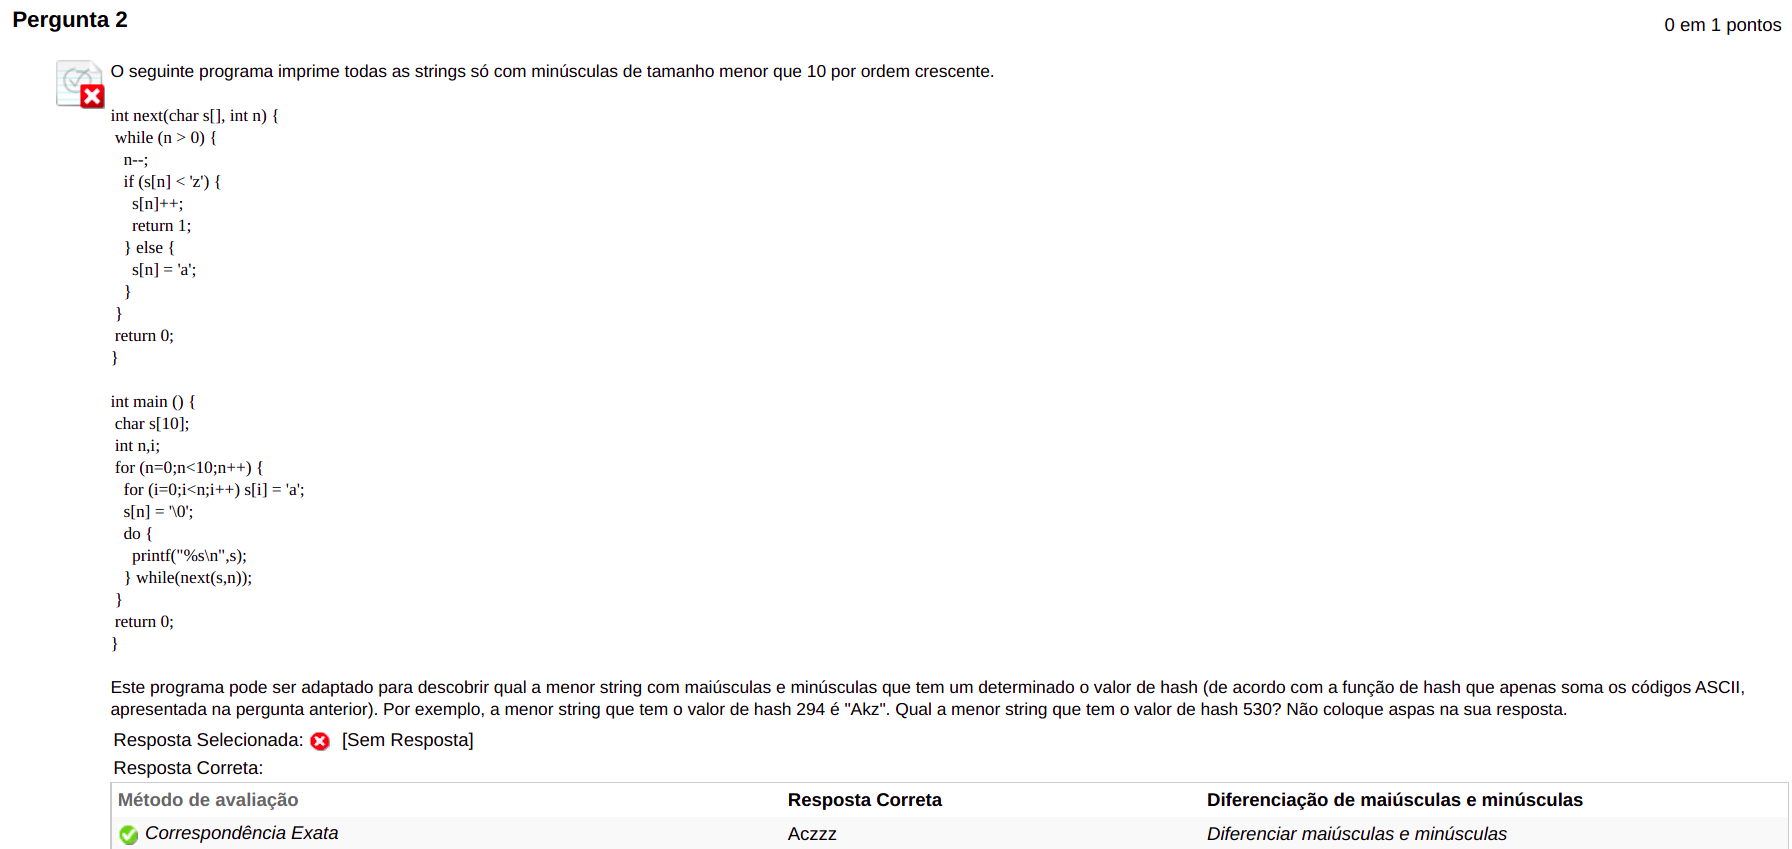 Pergunta 2
0 em 1 pontos
O seguinte programa imprime todas as strings só com minúsculas de tamanho menor que 10 por ordem crescente.
int next(char s[], int n) {
while (n > 0) {
n--;
if (s[n] < 'z') {
s[n]++;
return 1;
} else {
s[n] = 'a';
}
}
return 0;
}
int main () {
char s[10];
int n,i;
for (n=0;n<10;n++) {
for (i=0;i<n;i++) s[i] = 'a';
s[n] = '\0';
do {
printf("%s\n",s);
} while(next(s,n));
}
return 0;
}
Este programa pode ser adaptado para descobrir qual a menor string com maiúsculas e minúsculas que tem um determinado o valor de hash (de acordo com a função de hash que apenas soma os códigos ASCII,
apresentada na pergunta anterior). Por exemplo, a menor string que tem o valor de hash 294 é "Akz". Qual a menor string que tem o valor de hash 530? Não coloque aspas na sua resposta.
Resposta Selecionada: [Sem Resposta]
Resposta Correta:
Método de avaliação Resposta Correta Diferenciação de maiúsculas e minúsculas
Correspondência Exata Aczzz Diferenciar maiúsculas e minúsculas